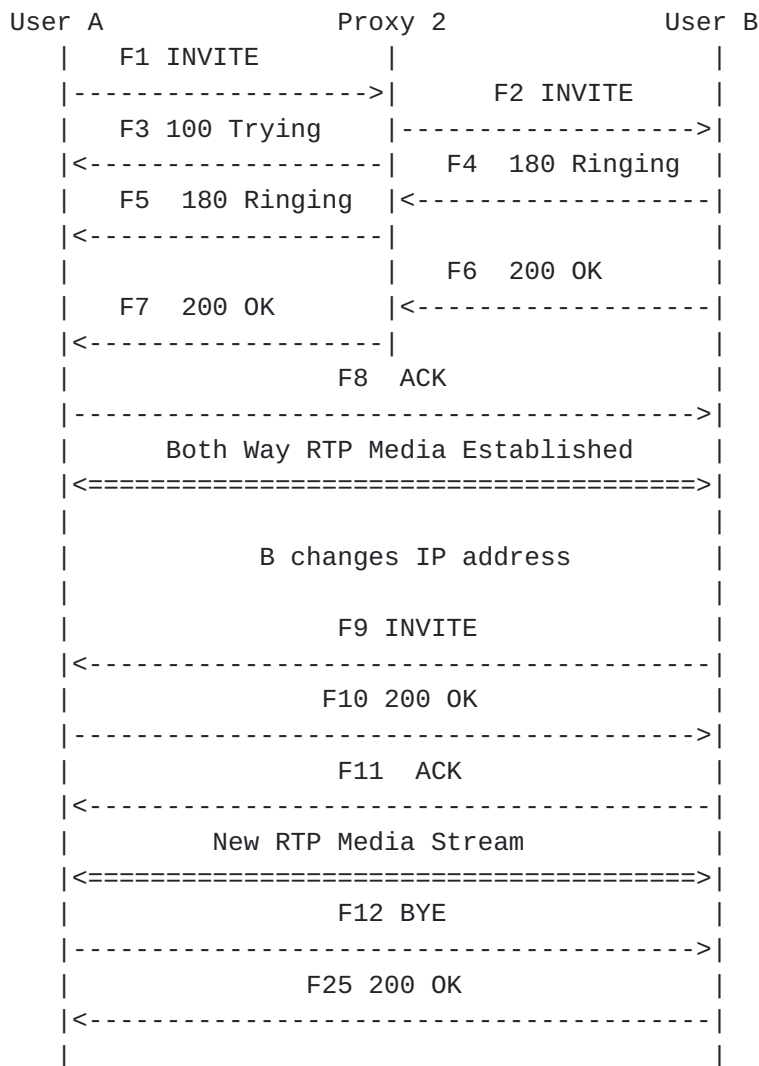 User A Proxy 2 User B
| F1 INVITE | |
|------------------->| F2 INVITE |
| F3 100 Trying |------------------->|
|<-------------------| F4 180 Ringing |
| F5 180 Ringing |<-------------------|
|<-------------------| |
| | F6 200 OK |
| F7 200 OK |<-------------------|
|<-------------------| |
| F8 ACK |
|---------------------------------------->|
| Both Way RTP Media Established |
|<=======================================>|
| |
| B changes IP address |
| |
| F9 INVITE |
|<----------------------------------------|
| F10 200 OK |
|---------------------------------------->|
| F11 ACK |
|<----------------------------------------|
| New RTP Media Stream |
|<=======================================>|
| F12 BYE |
|---------------------------------------->|
| F25 200 OK |
|<----------------------------------------|
| |